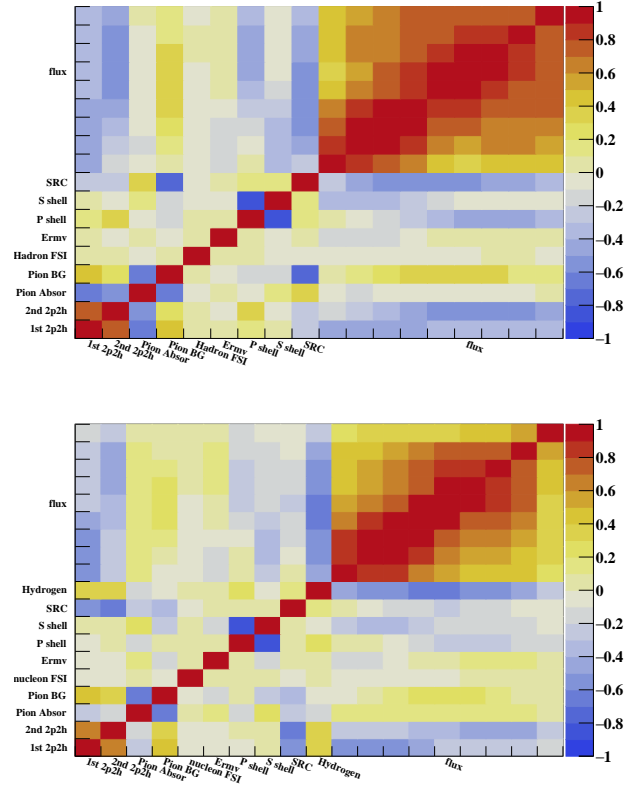 flux
SRC
S shell
P shell
Ermv
Hadron FSI
Pion BG
Pion Absor
2nd 2p2h
1st 2p2h
1st 2p2h
2nd 2p2h
Pion Absor
Pion BG
Hadron FSI
Ermv
P shell
S shell
SRC
flux
1
0.8
0.6
0.4
0.2
0
−0.2
−0.4
−0.6
−0.8
−1
flux
Hydrogen
SRC
S shell
P shell
Ermv
nucleon FSI
Pion BG
Pion Absor
2nd 2p2h
1st 2p2h
1st 2p2h
2nd 2p2h
Pion Absor
Pion BG
nucleon FSI
Ermv
P shell
S shell
SRC
Hydrogen
flux
1
0.8
0.6
0.4
0.2
0
−0.2
−0.4
−0.6
−0.8
−1